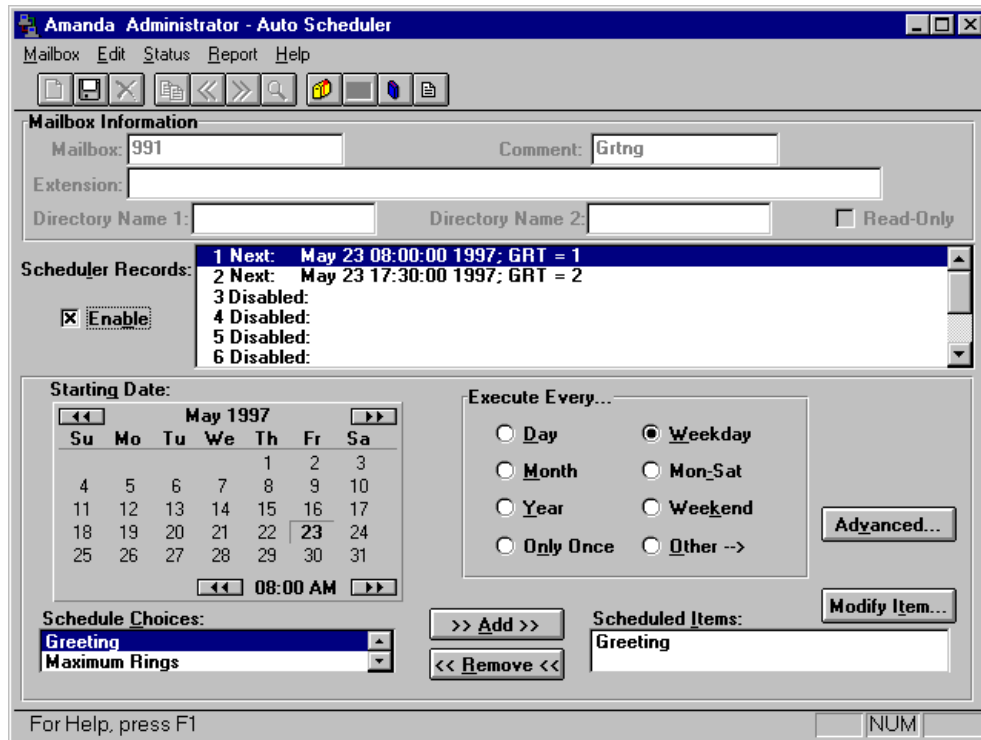 Amanda Administrator - Auto Scheduler
Mailbox Edit Status Report Help
Mailbox Information
Mailbox: 991 Comment: Grtng
Extension:
Directory Name 1: Directory Name 2: Read-Only
Scheduler Records:
1 Next: May 23 08:00:00 1997; GRT = 1
2 Next: May 23 17:30:00 1997; GRT = 2
3 Disabled:
4 Disabled:
5 Disabled:
6 Disabled:
Enable
Starting Date:
May 1997
Su Mo Tu We Th Fr Sa
1 2 3
4 5 6 7 8 9 10
11 12 13 14 15 16 17
18 19 20 21 22 23 24
25 26 27 28 29 30 31
08:00 AM
Execute Every...
Day Weekday
Month Mon-Sat
Year Weekend
Only Once Other -->
Advanced...
Modify Item...
Schedule Choices:
Greeting
Maximum Rings
>> Add >>
<< Remove <<
Scheduled Items:
Greeting
For Help, press F1 NUM